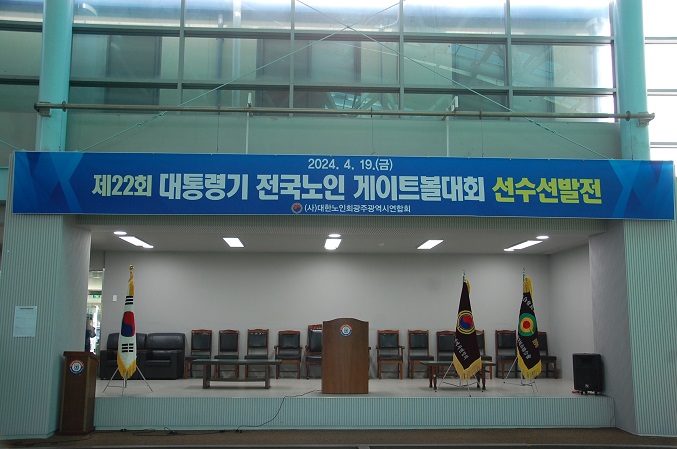 2024. 4. 19.(금)
제22회 대통령기 전국노인 게이트볼대회 선수선발전
(사)대한노인회광주광역시연합회